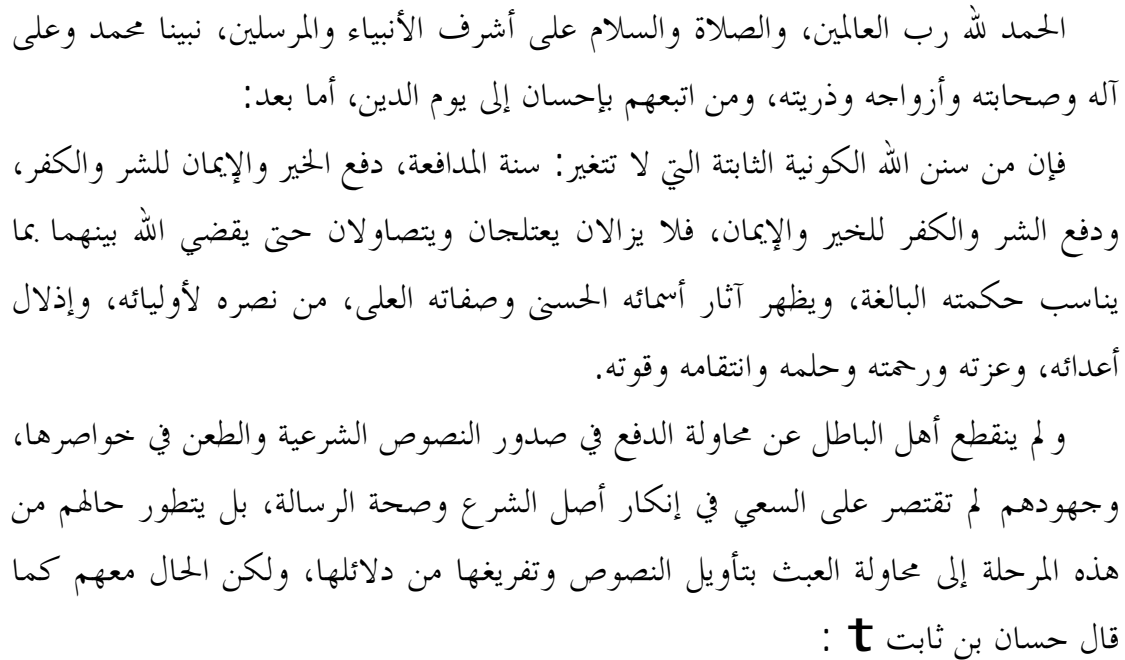 الحمد لله رب العالمين، والصلاة والسلام على أشرف الأنبياء والمرسلين، نبينا محمد وعلى
آله وصحابته وأزواجه وذريته، ومن اتبعهم بإحسان إلى يوم الدين، أما بعد:
فإن من سنن الله الكونية الثابتة التي لا تتغير: سنة المدافعة، دفع الخير والإيمان للشر والكفر،
ودفع الشر والكفر للخير والإيمان، فلا يزالان يعتلجان ويتصاولان حتى يقضي الله بينهما بما
يناسب حكمته البالغة، ويظهر آثار أسمائه الحسنى وصفاته العلى، من نصره لأوليائه، وإذلال
أعدائه، وعزته ورحمته وحلمه وانتقامه وقوته.
ولم ينقطع أهل الباطل عن محاولة الدفع في صدور النصوص الشرعية والطعن في خواصرها،
وجهودهم لم تقتصر على السعي في إنكار أصل الشرع وصحة الرسالة، بل يتطور حالهم من
هذه المرحلة إلى محاولة العبث بتأويل النصوص وتفريغها من دلائلها، ولكن الحال معهم كما
قال حسان بن ثابت t :